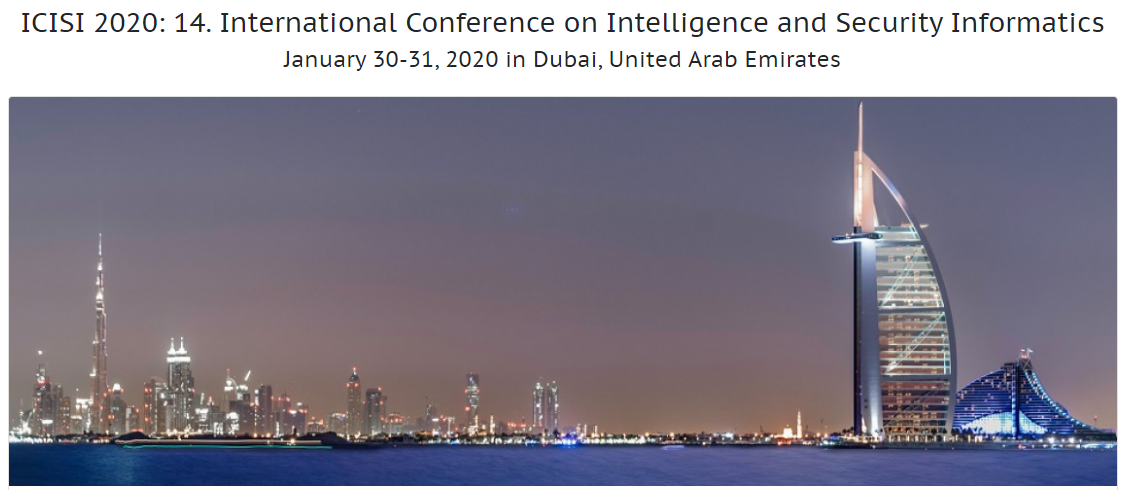 ICISI 2020: 14. International Conference on Intelligence and Security Informatics
January 30-31, 2020 in Dubai, United Arab Emirates